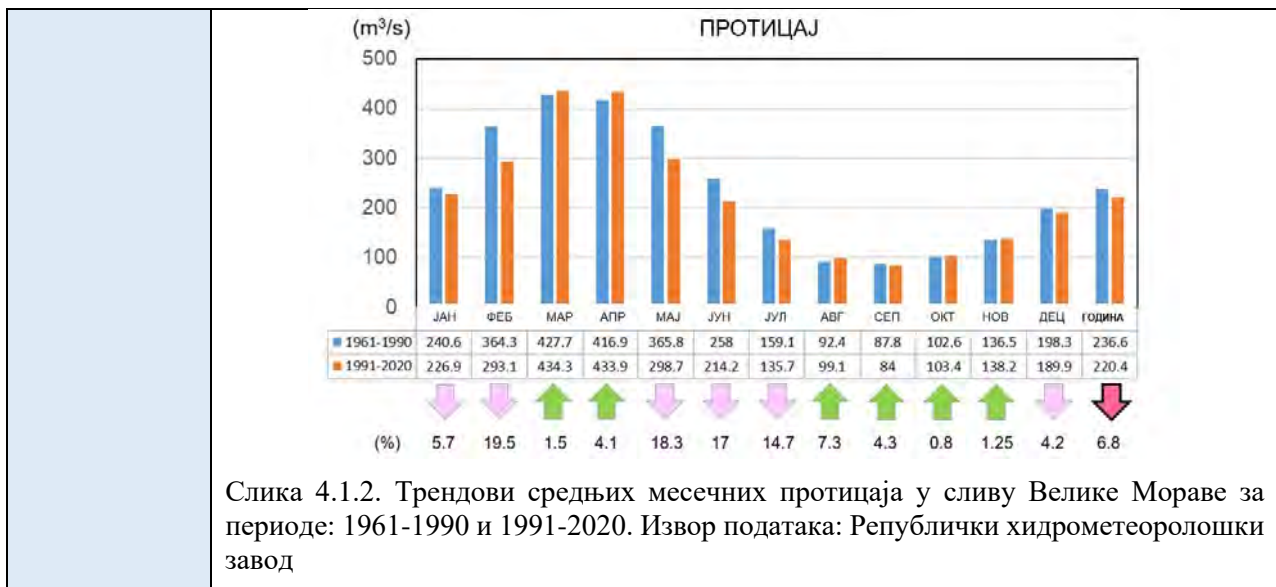 (m³/s) ПРОТИЦАЈ
500
400
300
200
100
0
ЈАН ФЕБ МАР АПР МАЈ ЈУН ЈУЛ АВГ СЕП ОКТ НОВ ДЕЦ ГОДИНА
1961-1990 240.6 364.3 427.7 416.9 365.8 258 159.1 92.4 87.8 102.6 136.5 198.3 236.6
1991-2020 226.9 293.1 434.3 433.9 298.7 214.2 135.7 99.1 84 103.4 138.2 189.9 220.4
(%) 5.7 19.5 1.5 4.1 18.3 17 14.7 7.3 4.3 0.8 1.25 4.2 6.8
Слика 4.1.2. Трендови средњих месечних протицаја у сливу Велике Мораве за
периоде: 1961-1990 и 1991-2020. Извор података: Републички хидрометеоролошки
завод